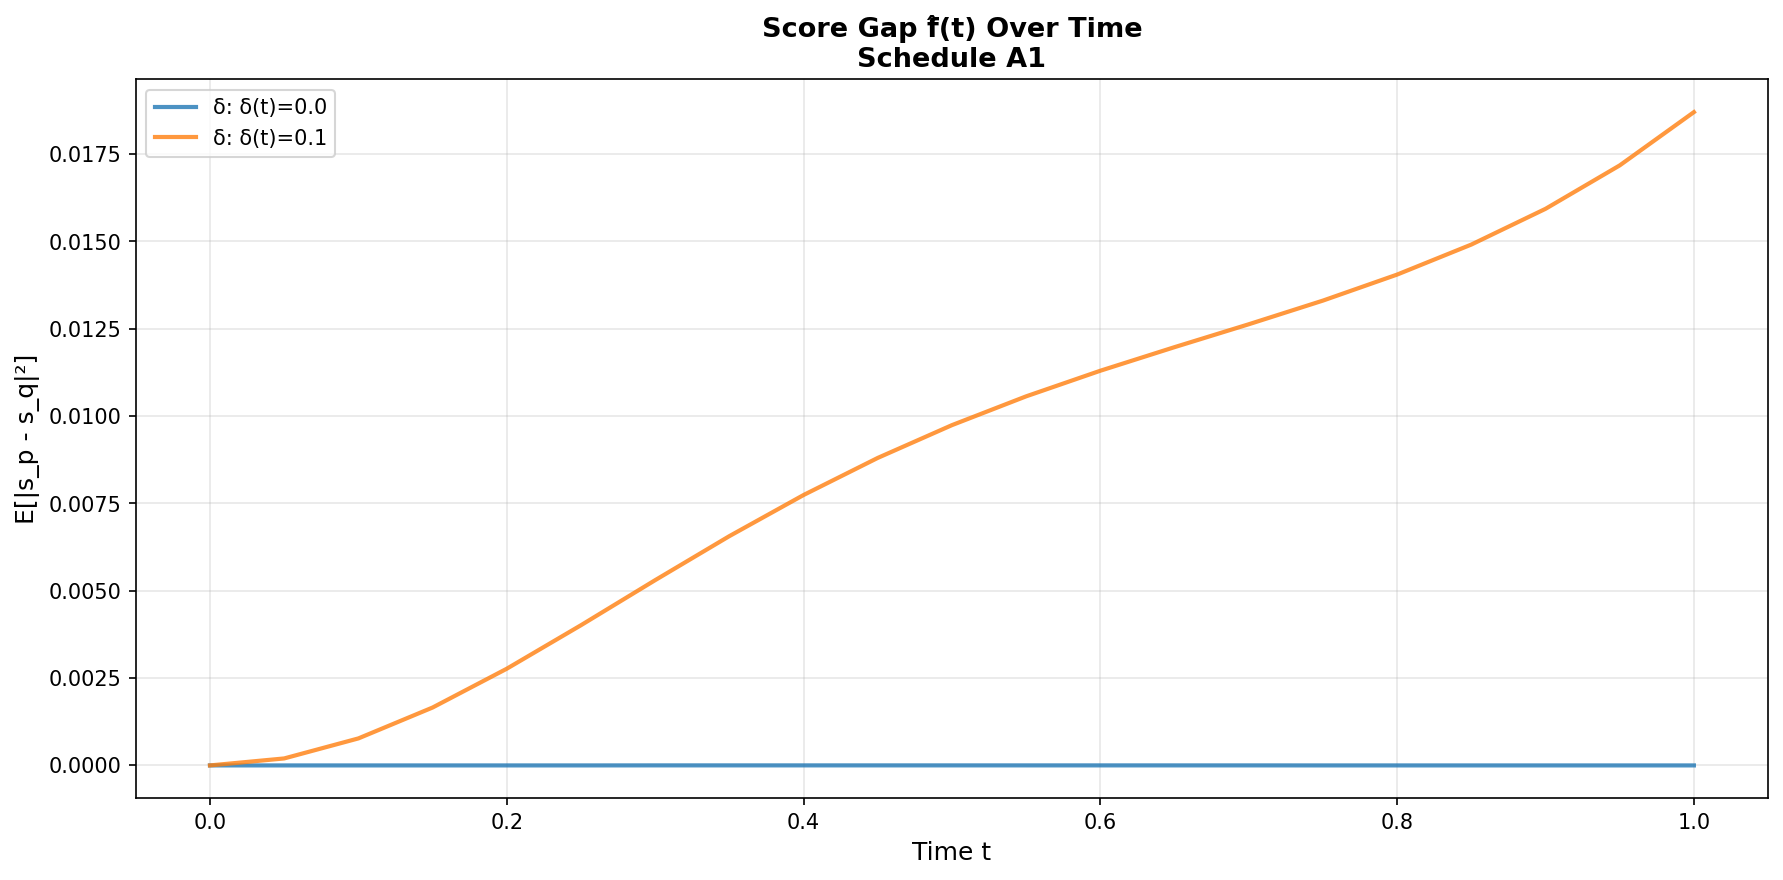 Score Gap f̂(t) Over Time
Schedule A1
δ: δ(t)=0.0
δ: δ(t)=0.1
E[|s_p - s_q|²]
0.0175
0.0150
0.0125
0.0100
0.0075
0.0050
0.0025
0.0000
0.0 0.2 0.4 0.6 0.8 1.0
Time t